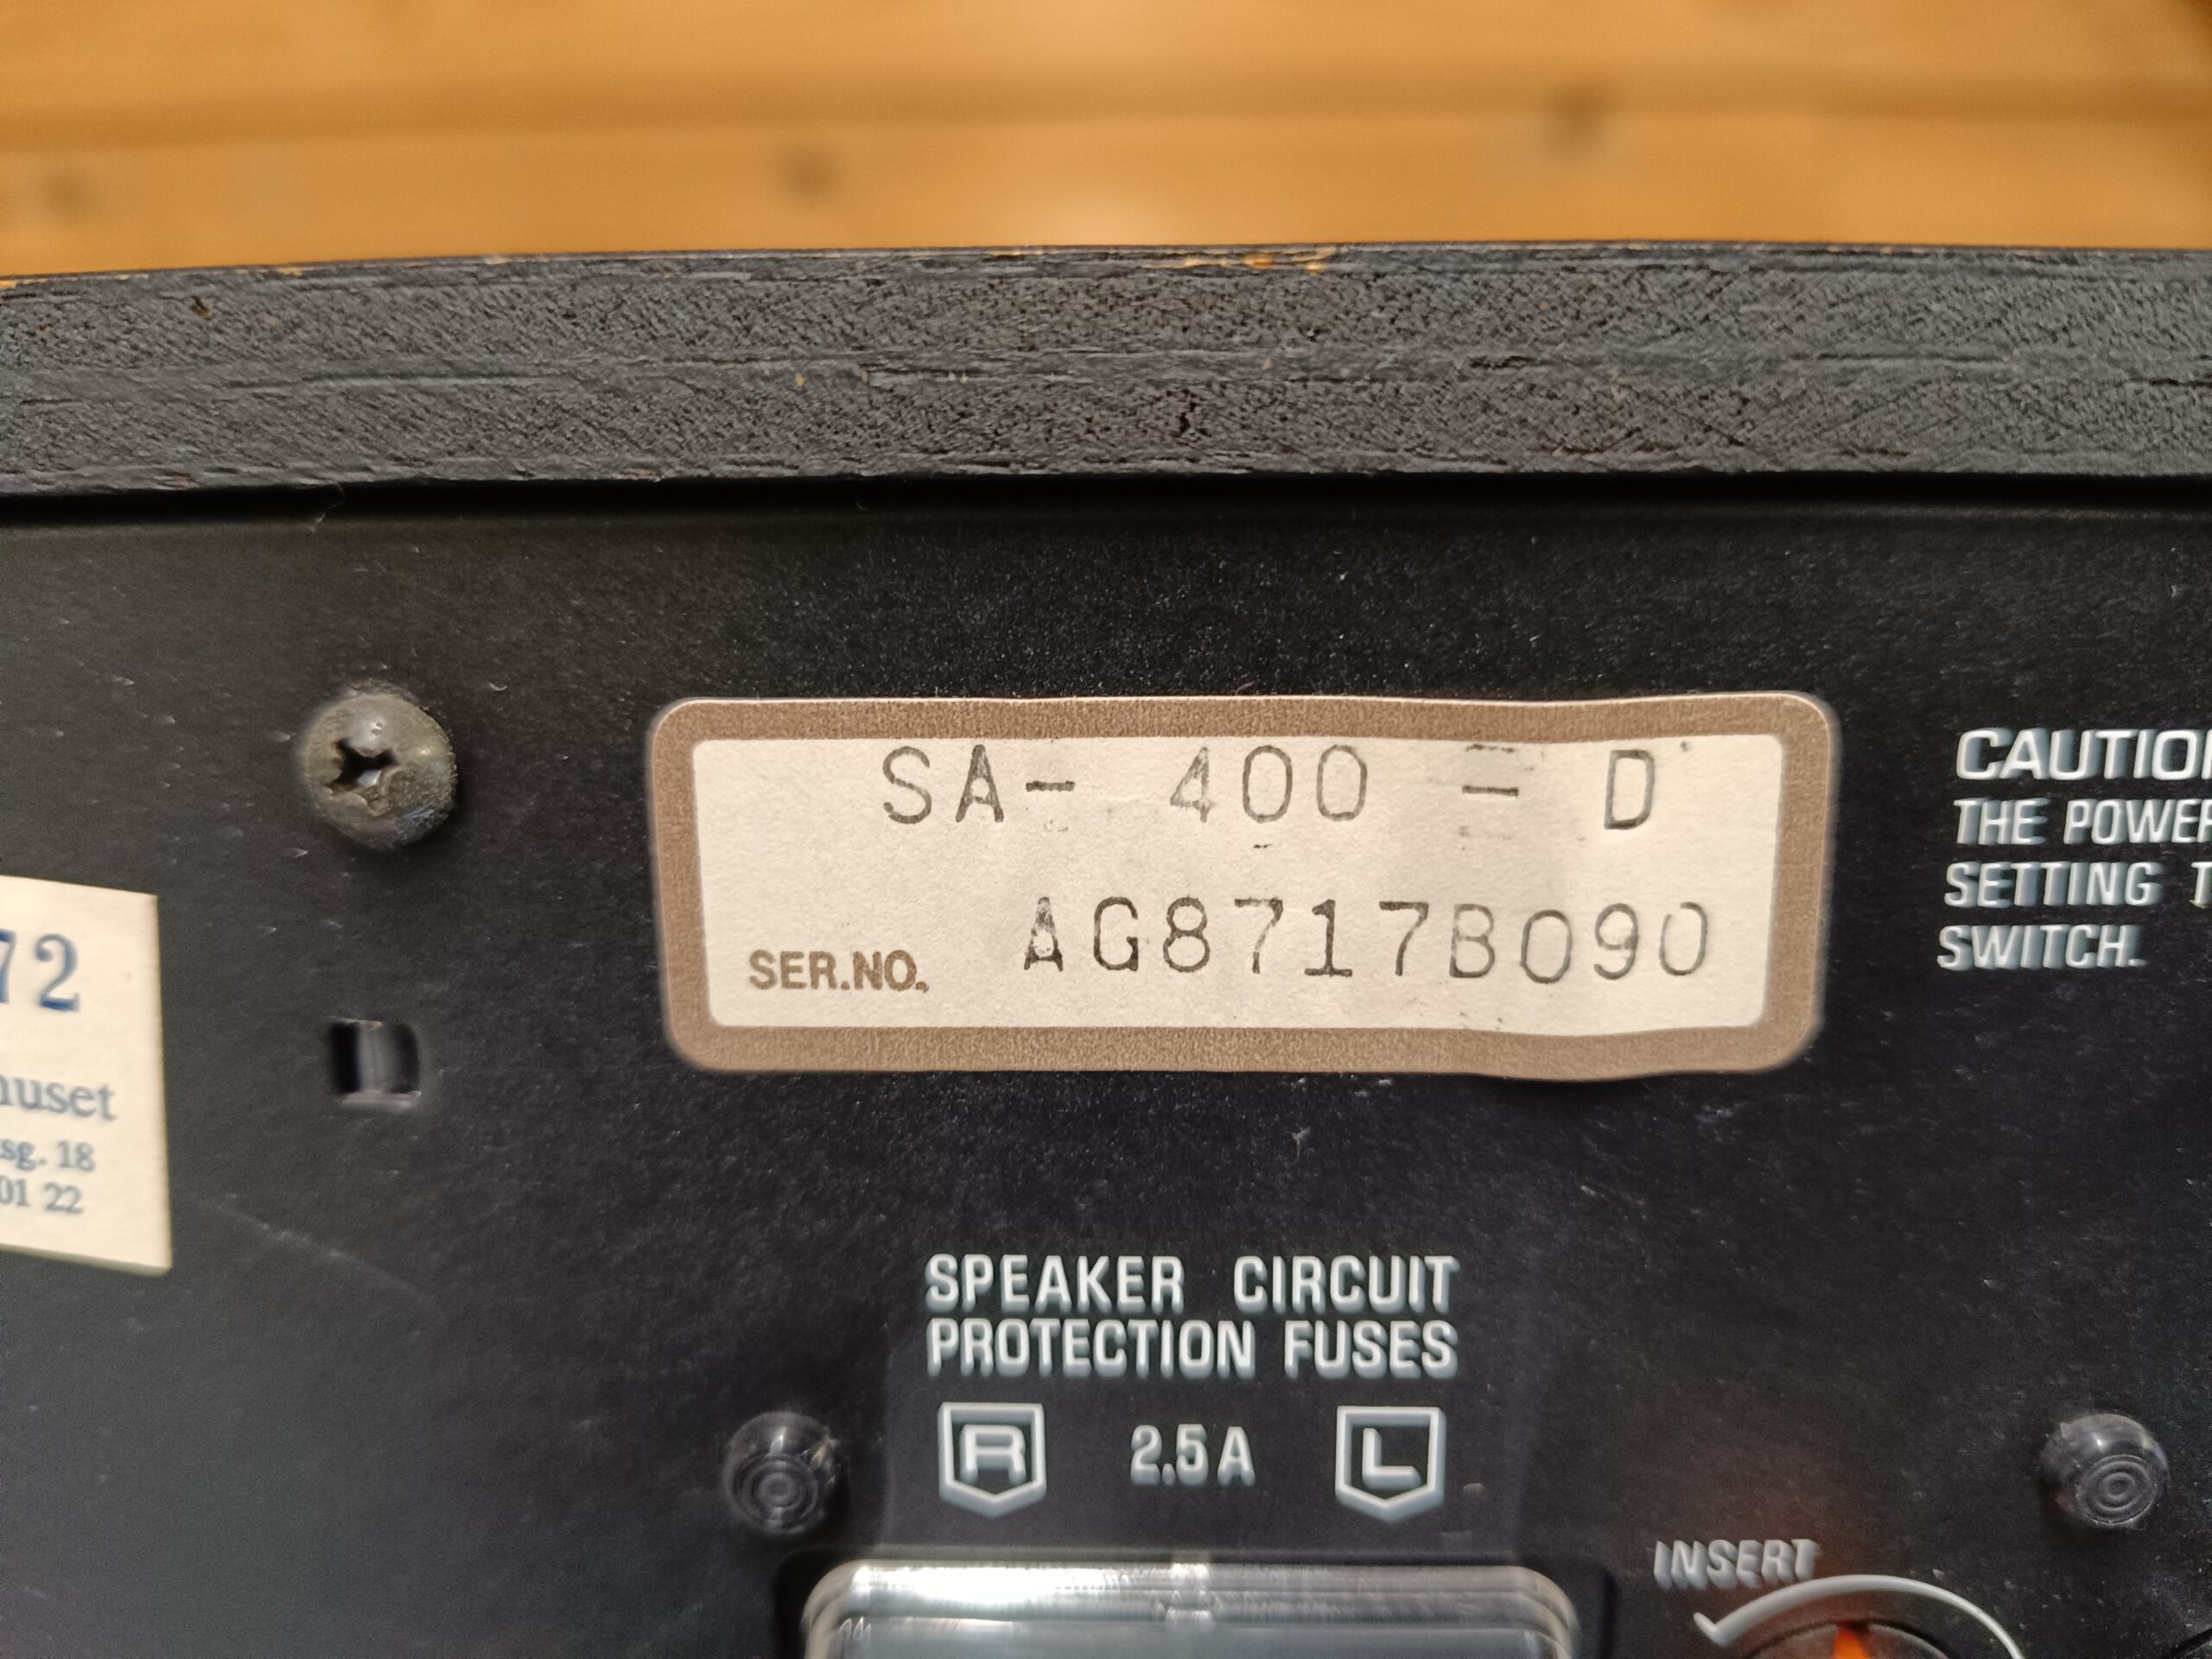 SA- 400 = D
SER.NO. AG8717B090
CAUTIO
THE POWER
SETTING T
SWITCH.
72
huset
sg. 18
01 22
SPEAKER CIRCUIT
PROTECTION FUSES
R 2.5A L
INSERT